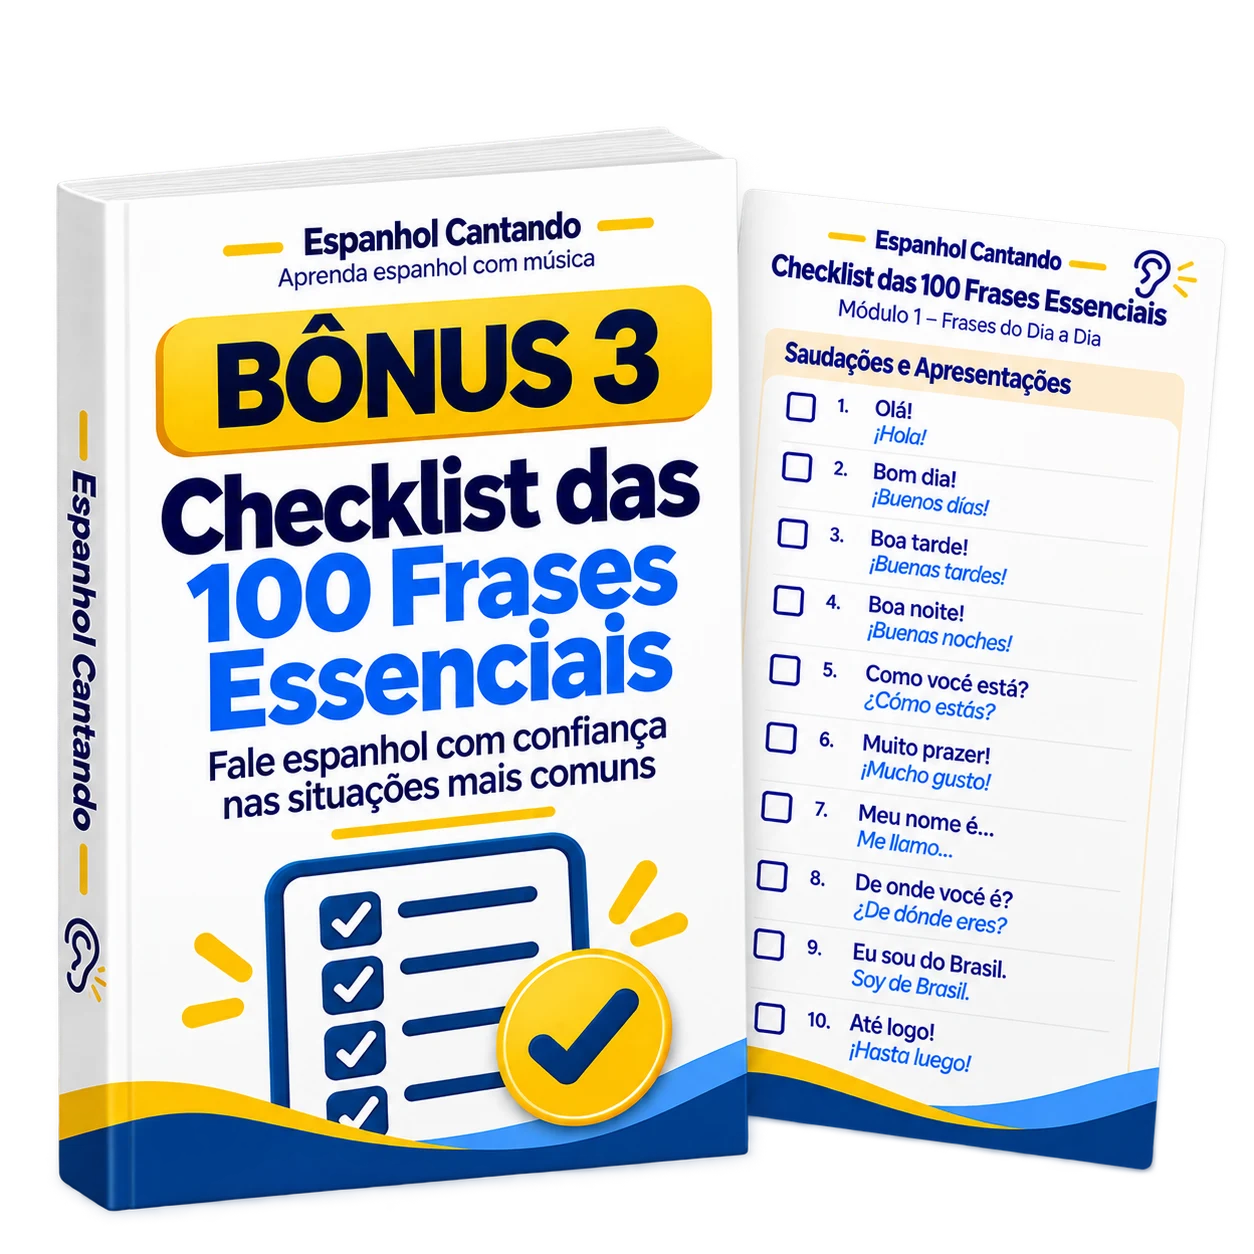 Espanhol Cantando
Aprenda espanhol com música
BÔNUS 3
Checklist das
100 Frases
Essenciais
Fale espanhol com confiança
nas situações mais comuns
Espanhol Cantando
Espanhol Cantando
Checklist das 100 Frases Essenciais
Módulo 1 – Frases do Dia a Dia
Saudações e Apresentações
1. Olá!
¡Hola!
2. Bom dia!
¡Buenos días!
3. Boa tarde!
¡Buenas tardes!
4. Boa noite!
¡Buenas noches!
5. Como você está?
¿Cómo estás?
6. Muito prazer!
¡Mucho gusto!
7. Meu nome é...
Me llamo...
8. De onde você é?
¿De dónde eres?
9. Eu sou do Brasil.
Soy de Brasil.
10. Até logo!
¡Hasta luego!